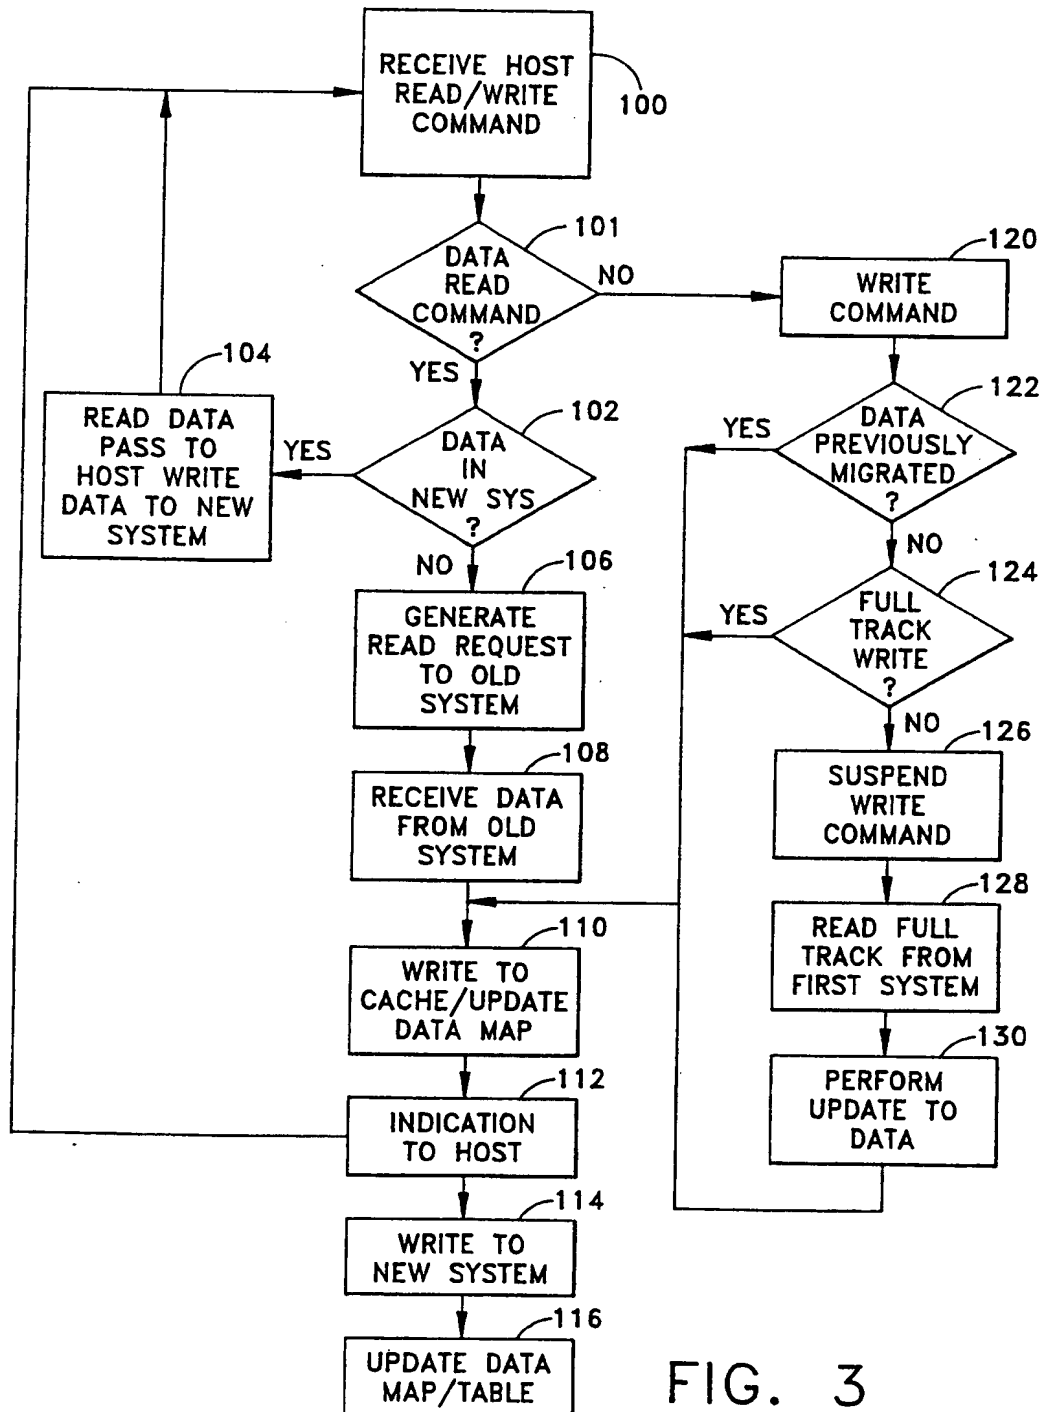 RECEIVE HOST
READ/WRITE
COMMAND
100
101
DATA
READ
COMMAND
?
NO
YES
120
WRITE
COMMAND
104
READ DATA
PASS TO
HOST WRITE
DATA TO NEW
SYSTEM
YES
102
DATA
IN
NEW SYS
?
NO
122
DATA
PREVIOUSLY
MIGRATED
?
YES
NO
106
GENERATE
READ REQUEST
TO OLD
SYSTEM
124
FULL
TRACK
WRITE
?
YES
NO
108
RECEIVE DATA
FROM OLD
SYSTEM
126
SUSPEND
WRITE
COMMAND
128
READ FULL
TRACK FROM
FIRST SYSTEM
110
WRITE TO
CACHE/UPDATE
DATA MAP
130
PERFORM
UPDATE TO
DATA
112
INDICATION
TO HOST
114
WRITE TO
NEW SYSTEM
116
UPDATE DATA
MAP/TABLE
FIG. 3